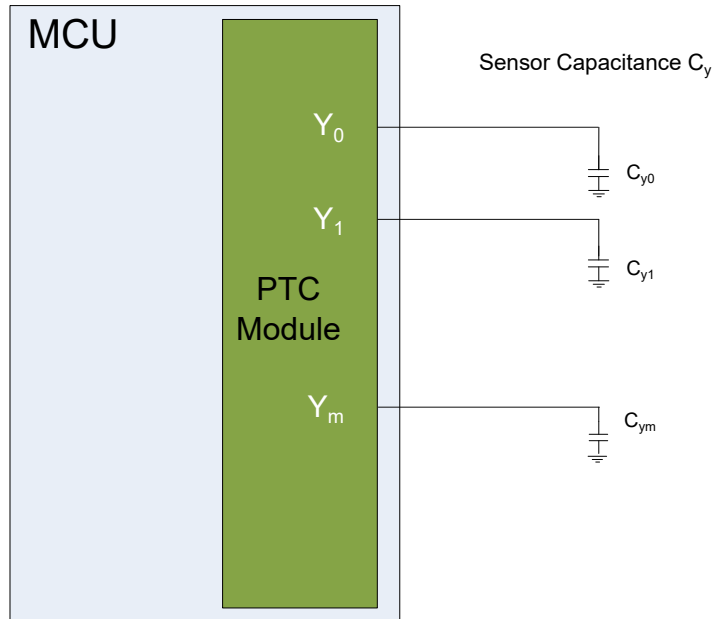 MCU
Sensor Capacitance Cy
Y0
Cy0
Y1
Cy1
PTC
Module
Ym
Cym